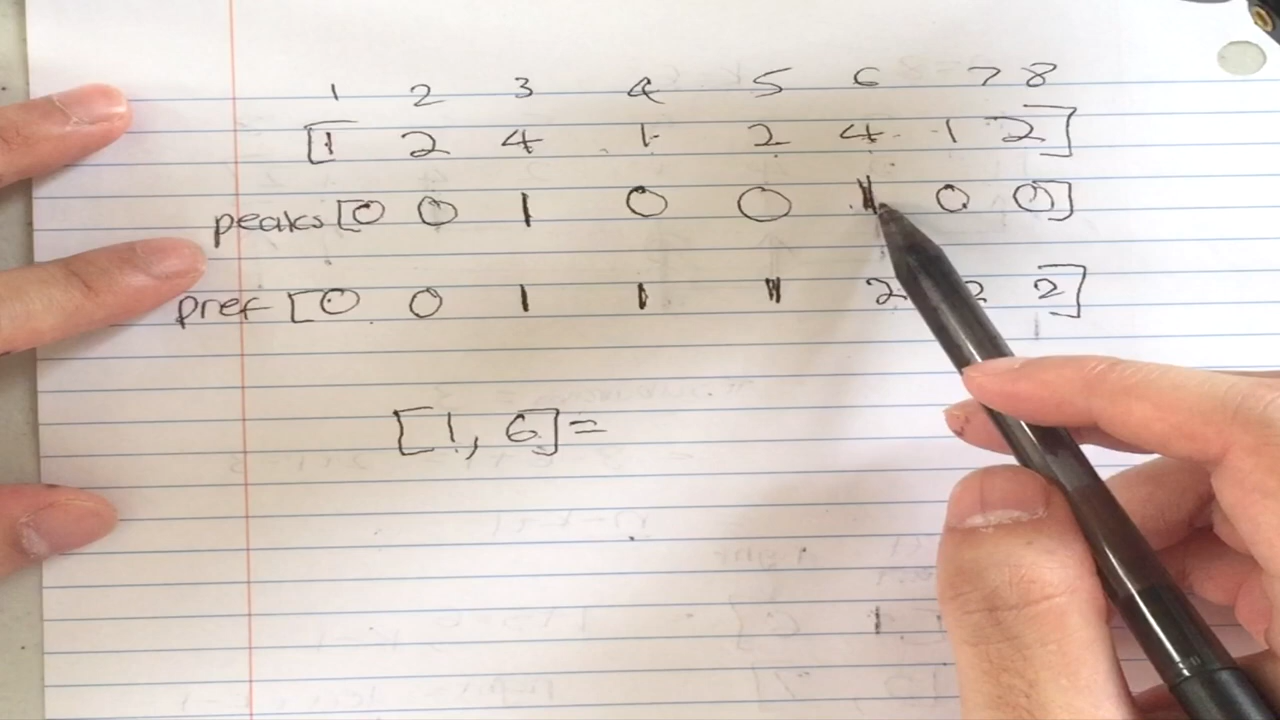 1 2 3 4 5 6 7 8
[1 2 4 1 2 4 1 2]
peaks [0 0 1 0 0 1 0 0]
pref [0 0 1 1 1 2 2 2]
[1, 6]=